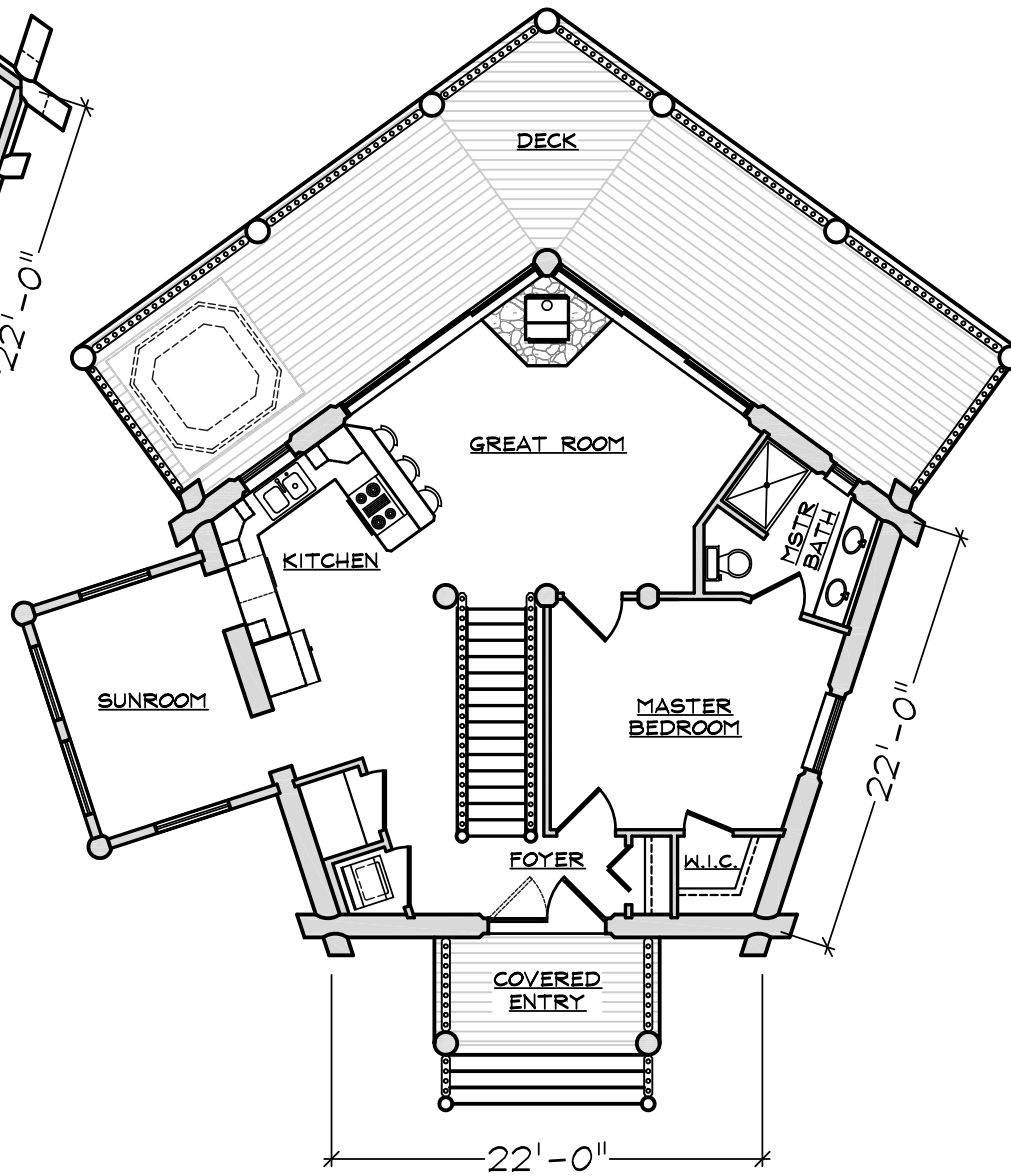 DECK
22'-0"
GREAT ROOM
MSTR
BATH
KITCHEN
SUNROOM
MASTER
BEDROOM
22'-0"
FOYER
W.I.C.
COVERED
ENTRY
22'-0"